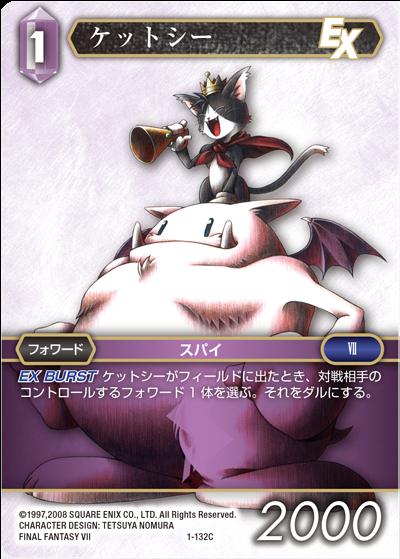 1
ケットシー
EX
フォワード
スパイ
VII
EX BURST ケットシーがフィールドに出たとき、対戦相手の
コントロールするフォワード1体を選ぶ。それをダルにする。
©1997,2008 SQUARE ENIX CO., LTD. All Rights Reserved.
CHARACTER DESIGN: TETSUYA NOMURA
FINAL FANTASY VII
1-132C
2000